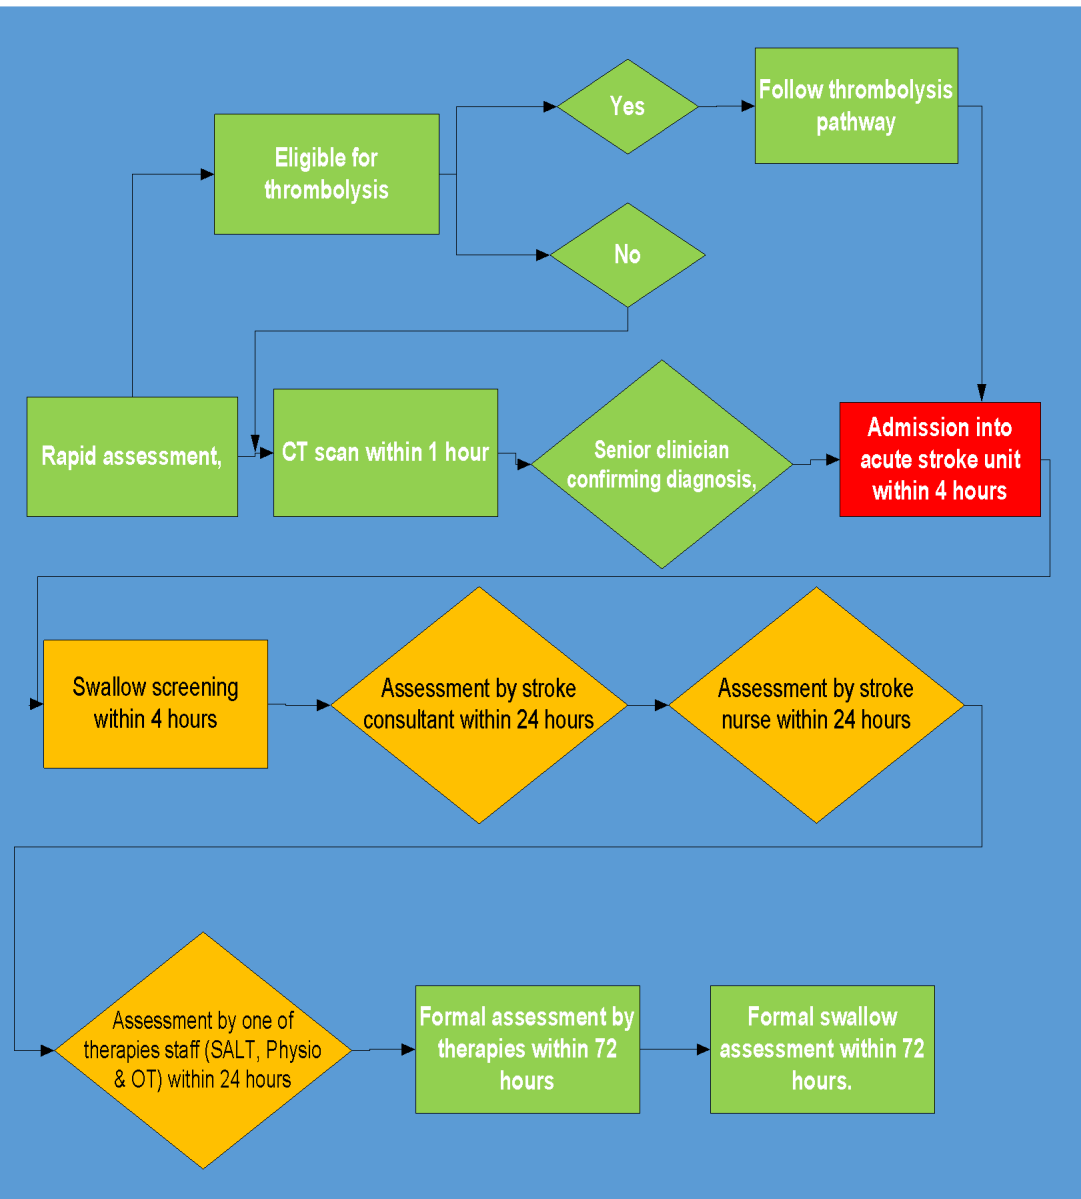 Yes
Follow thrombolysis
pathway
Eligible for
thrombolysis
No
Rapid assessment,
CT scan within 1 hour
Senior clinician
confirming diagnosis,
Admission into
acute stroke unit
within 4 hours
Swallow screening
within 4 hours
Assessment by stroke
consultant within 24 hours
Assessment by stroke
nurse within 24 hours
Assessment by one of
therapies staff (SALT, Physio
& OT) within 24 hours
Formal assessment by
therapies within 72
hours
Formal swallow
assessment within 72
hours.